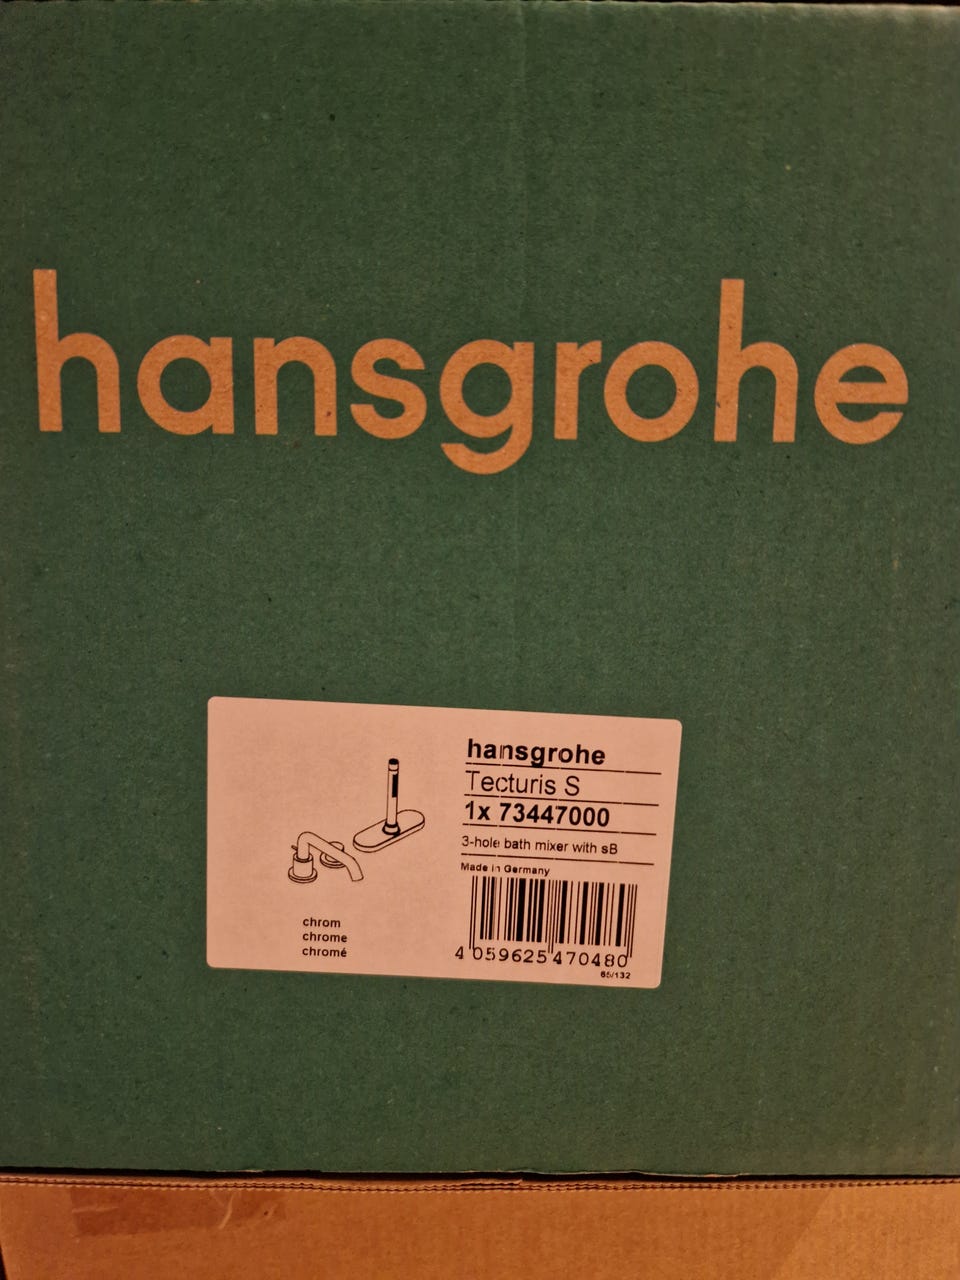 hansgrohe
hansgrohe
Tecturis S
1x 73447000
3-hole bath mixer with sB
Made in Germany
chrom
chrome
chromé
4 059625 470480
65/132